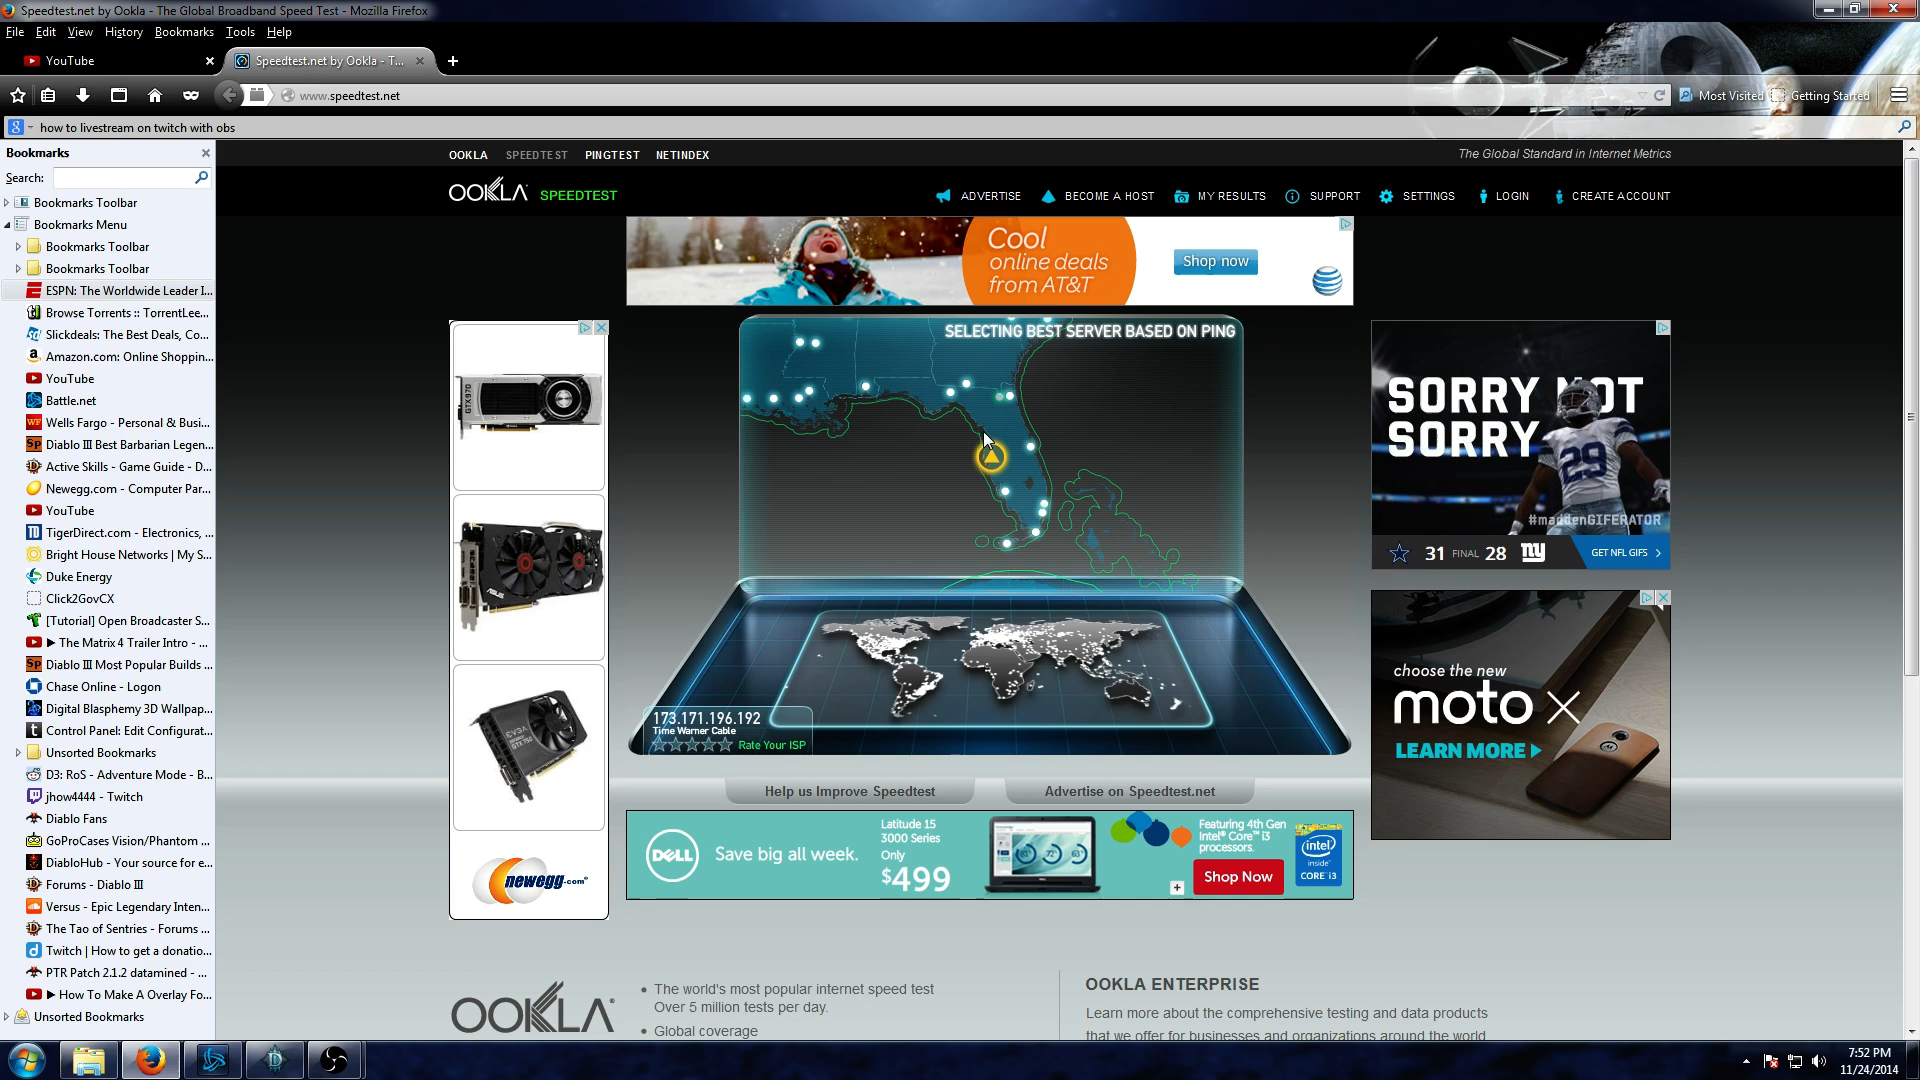 Speedtest.net by Ookla - The Global Broadband Speed Test - Mozilla Firefox
File Edit View History Bookmarks Tools Help
YouTube
Speedtest.net by Ookla - T...
www.speedtest.net
Most Visited
Getting Started
how to livestream on twitch with obs
Bookmarks
Search:
Bookmarks Toolbar
Bookmarks Menu
Bookmarks Toolbar
Bookmarks Toolbar
ESPN: The Worldwide Leader I...
Browse Torrents :: TorrentLee...
Slickdeals: The Best Deals, Co...
Amazon.com: Online Shoppin...
YouTube
Battle.net
Wells Fargo - Personal & Busi...
Diablo III Best Barbarian Legen...
Active Skills - Game Guide - D...
Newegg.com - Computer Par...
YouTube
TigerDirect.com - Electronics, ...
Bright House Networks | My S...
Duke Energy
Click2GovCX
[Tutorial] Open Broadcaster S...
▶ The Matrix 4 Trailer Intro - ...
Diablo III Most Popular Builds ...
Chase Online - Logon
Digital Blasphemy 3D Wallpap...
Control Panel: Edit Configurat...
Unsorted Bookmarks
D3: RoS - Adventure Mode - B...
jhow4444 - Twitch
Diablo Fans
GoProCases Vision/Phantom ...
DiabloHub - Your source for e...
Forums - Diablo III
Versus - Epic Legendary Inten...
The Tao of Sentries - Forums ...
Twitch | How to get a donatio...
PTR Patch 2.1.2 datamined - ...
▶ How To Make A Overlay Fo...
Unsorted Bookmarks
OOKLA SPEEDTEST PINGTEST NETINDEX
The Global Standard in Internet Metrics
OOKLA SPEEDTEST
ADVERTISE BECOME A HOST MY RESULTS SUPPORT SETTINGS LOGIN CREATE ACCOUNT
Cool
online deals
from AT&T
Shop now
SELECTING BEST SERVER BASED ON PING
173.171.196.192
Time Warner Cable
Rate Your ISP
Help us Improve Speedtest
Advertise on Speedtest.net
GTX970
ASUS
EVGA
newegg.com
SORRY NOT
SORRY
29
#maddenGIFERATOR
31 FINAL 28 ny
GET NFL GIFS
choose the new
moto X
LEARN MORE
DELL
Save big all week.
Latitude 15
3000 Series
Only
$499
Featuring 4th Gen
Intel® Core™ i3
processors.
Shop Now
intel
inside
CORE i3
OOKLA
• The world's most popular internet speed test
Over 5 million tests per day.
• Global coverage
OOKLA ENTERPRISE
Learn more about the comprehensive testing and data products
that we offer for businesses and organizations around the world
7:52 PM
11/24/2014